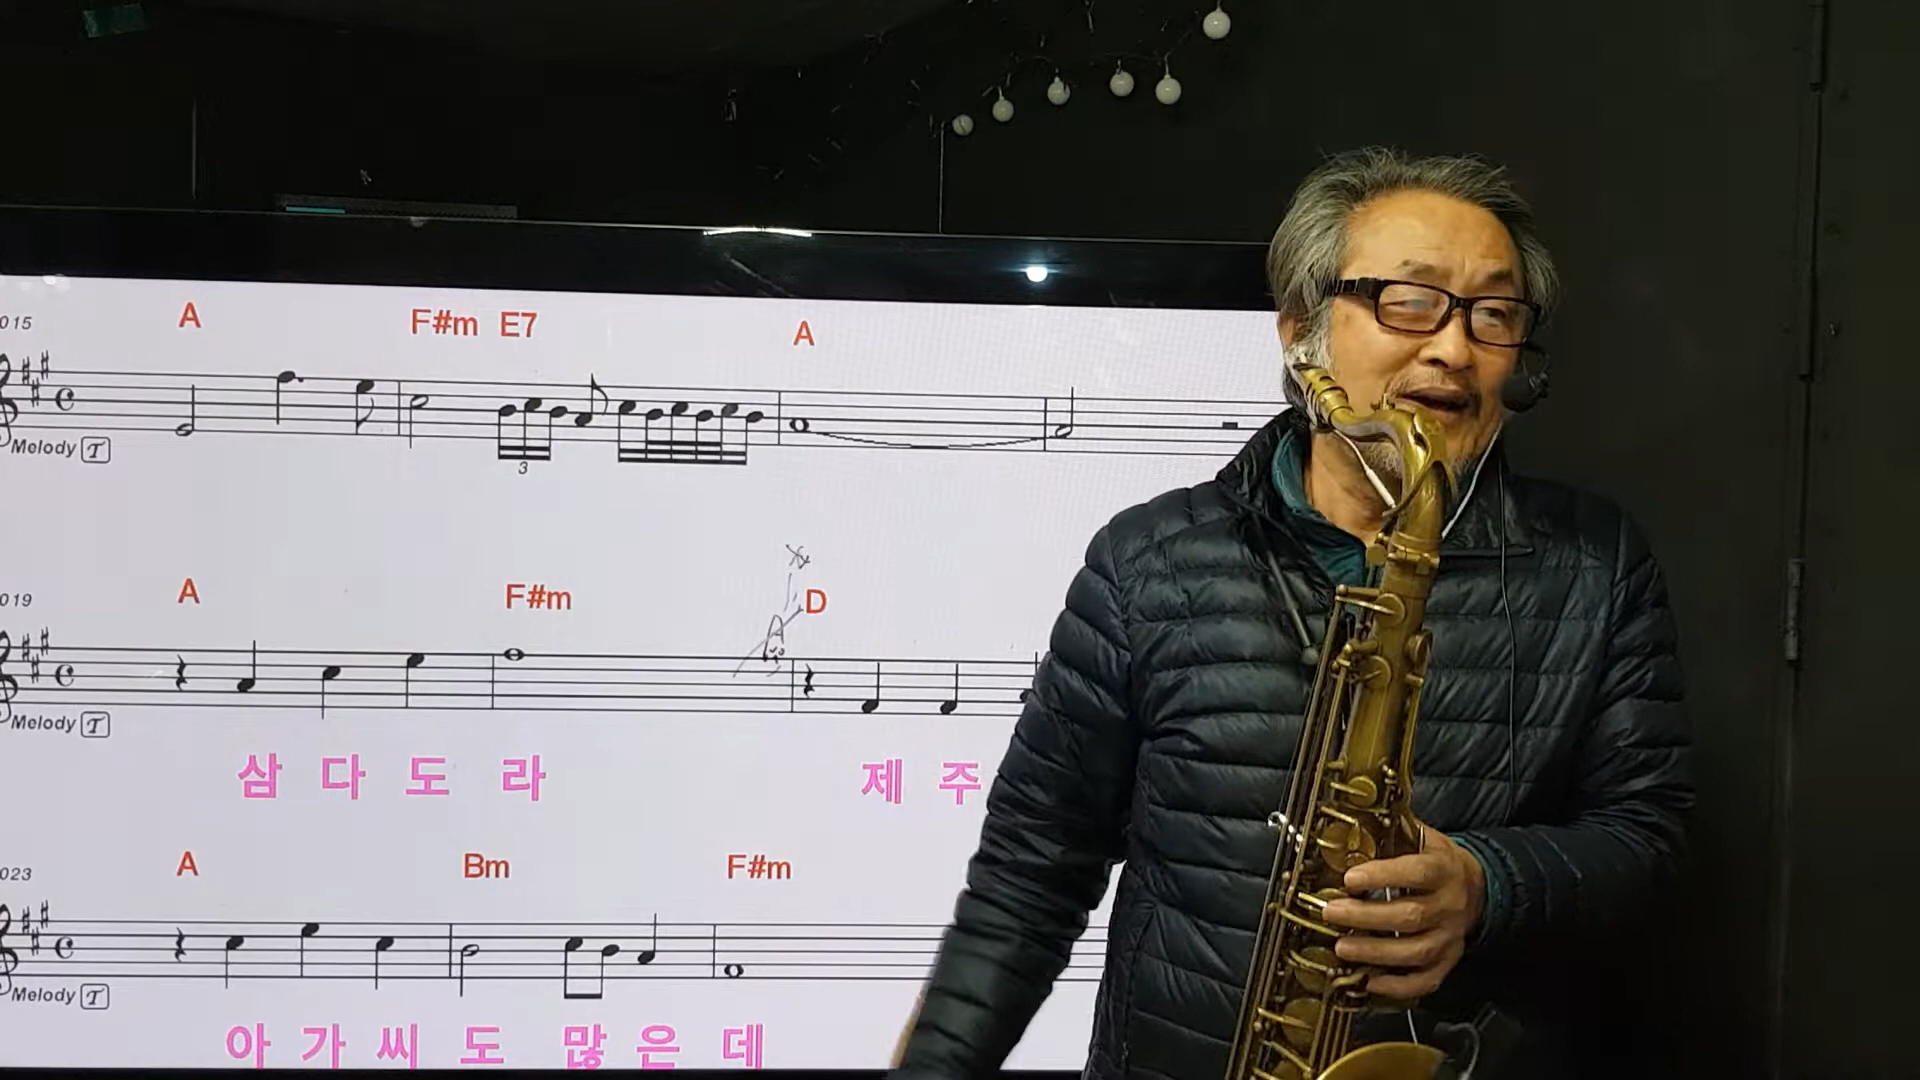 015 A F#m E7 A
Melody T
3
019 A F#m A D
Melody T
삼 다 도 라 제 주
023 A Bm F#m
Melody T
아 가 씨 도 많 은 데